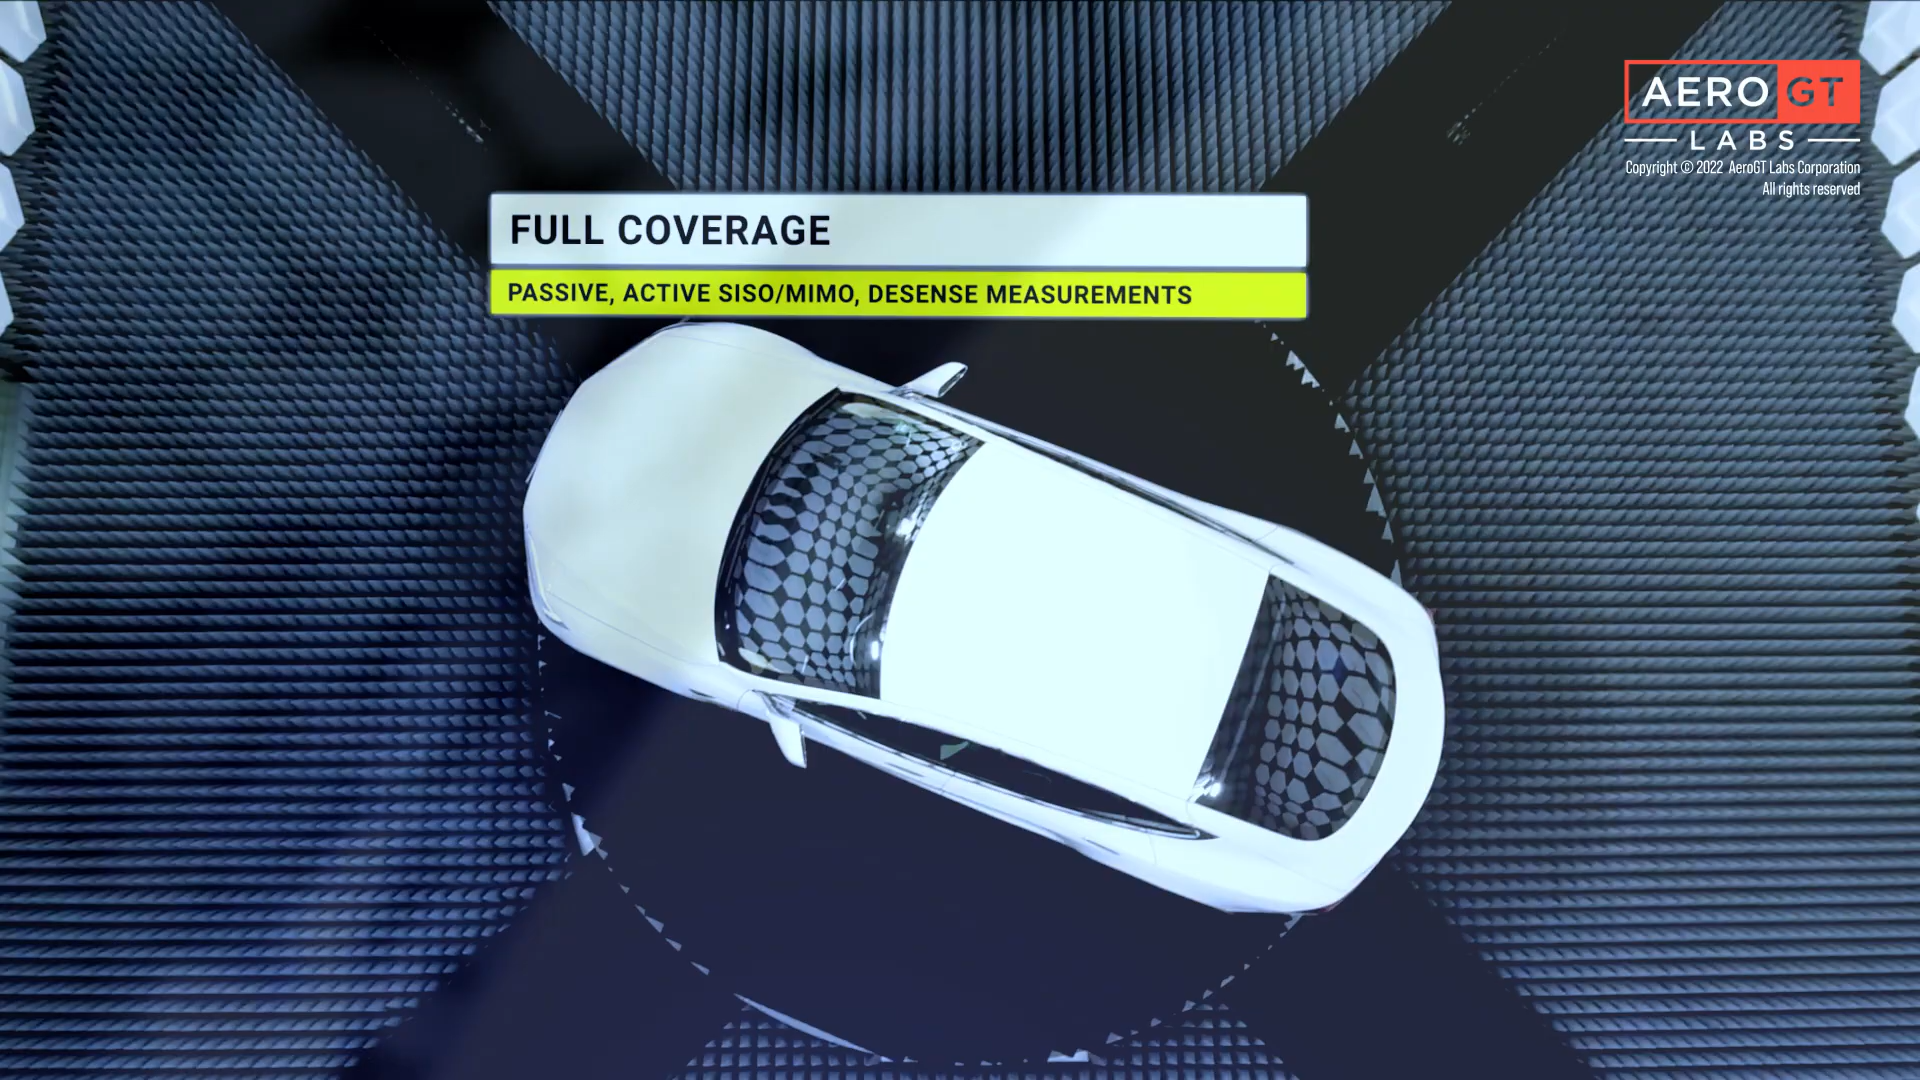 AERO GT
LABS
Copyright © 2022 AeroGT Labs Corporation
All rights reserved
FULL COVERAGE
PASSIVE, ACTIVE SISO/MIMO, DESENSE MEASUREMENTS